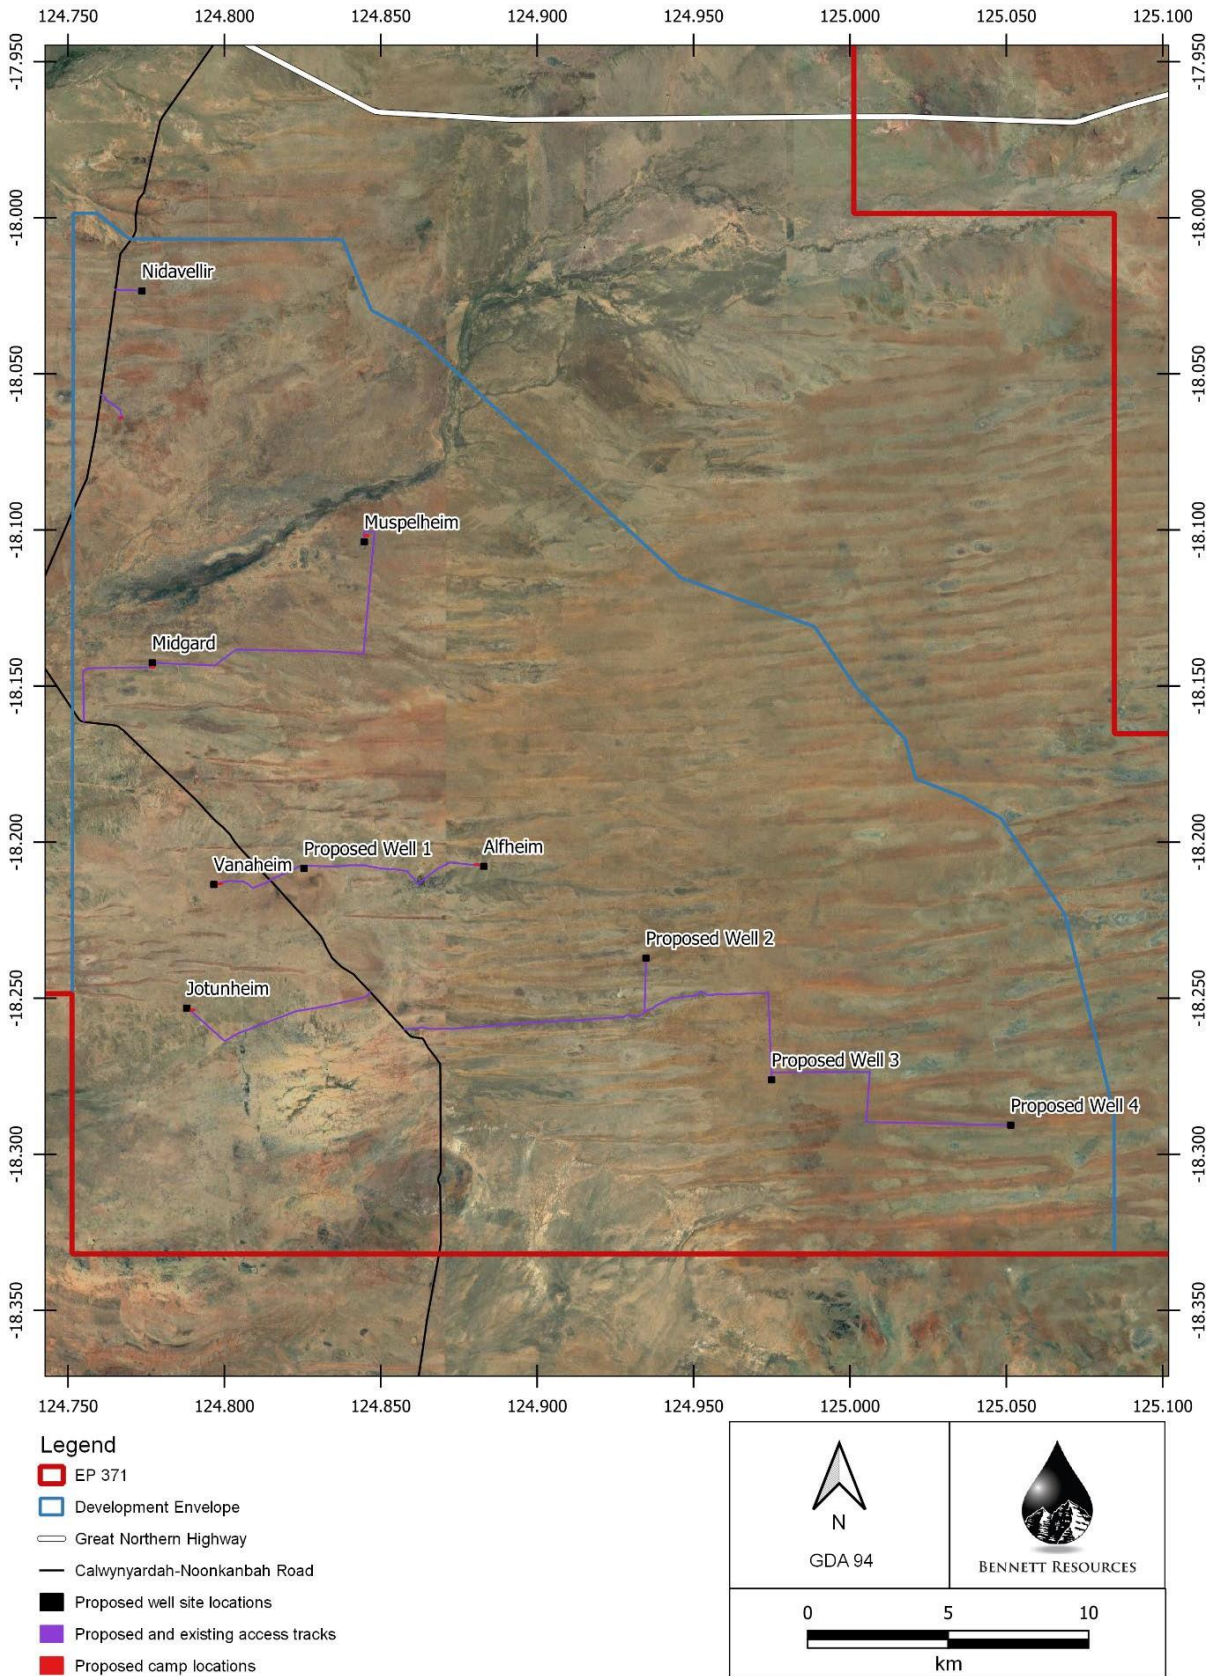 124.750 124.800 124.850 124.900 124.950 125.000 125.050 125.100
-17.950 -17.950
-18.000 -18.000
Nidavellir
-18.050 -18.050
-18.100 -18.100
Muspelheim
Midgard
-18.150 -18.150
-18.200 -18.200
Proposed Well 1
Alfheim
Vanaheim
Proposed Well 2
-18.250 -18.250
Jotunheim
Proposed Well 3
Proposed Well 4
-18.300 -18.300
-18.350 -18.350
124.750 124.800 124.850 124.900 124.950 125.000 125.050 125.100
Legend
EP 371
Development Envelope
Great Northern Highway
Calwynyardah-Noonkanbah Road
Proposed well site locations
Proposed and existing access tracks
Proposed camp locations
N
GDA 94
BENNETT RESOURCES
0 5 10
km